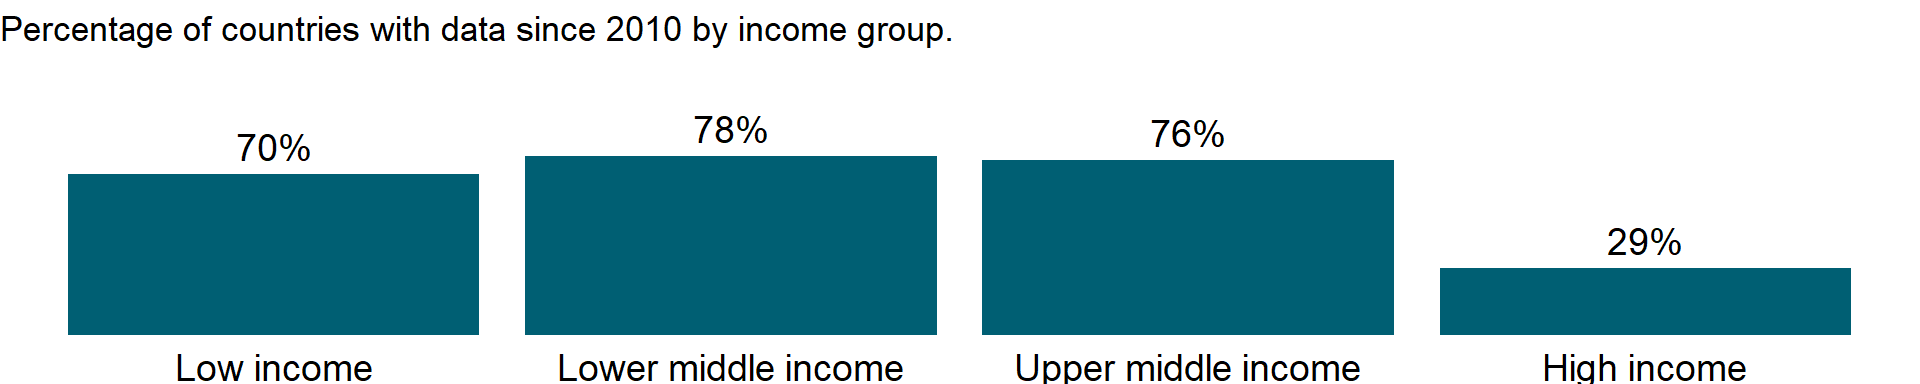 Percentage of countries with data since 2010 by income group.
70%
78%
76%
29%
Low income
Lower middle income
Upper middle income
High income